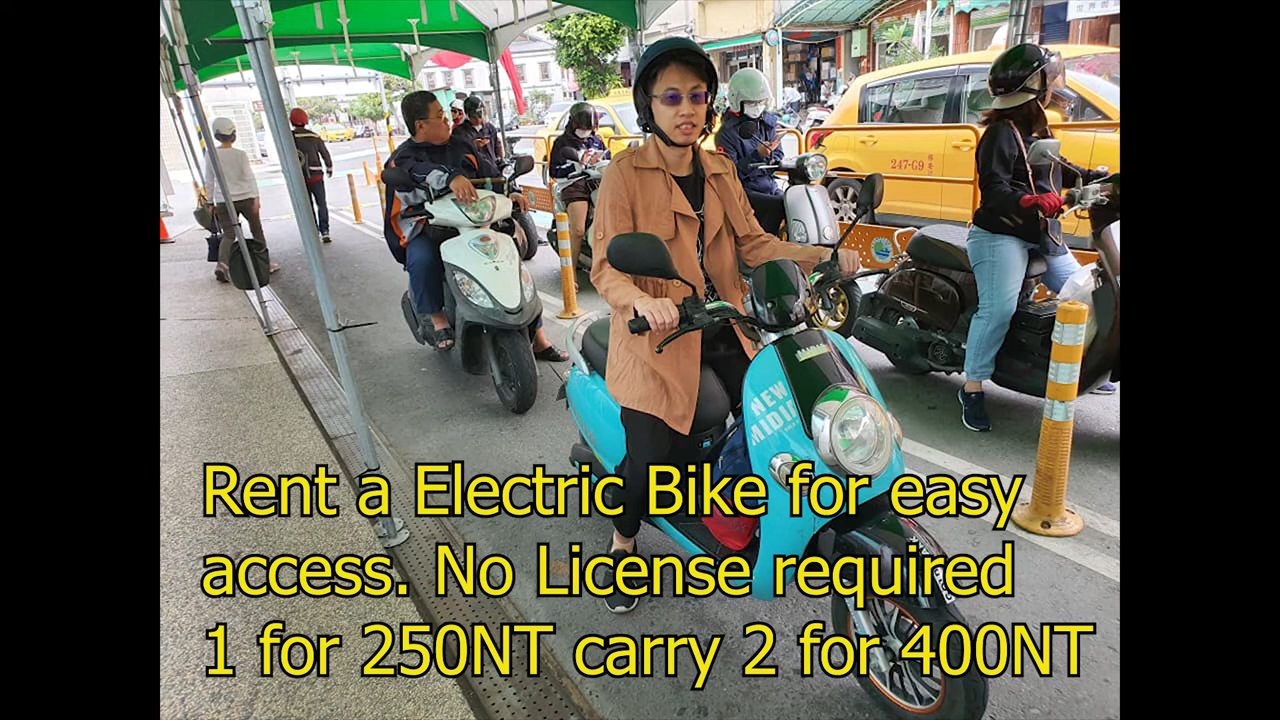 247-G9
NEW
MIDIA
Rent a Electric Bike for easy
access. No License required
1 for 250NT carry 2 for 400NT